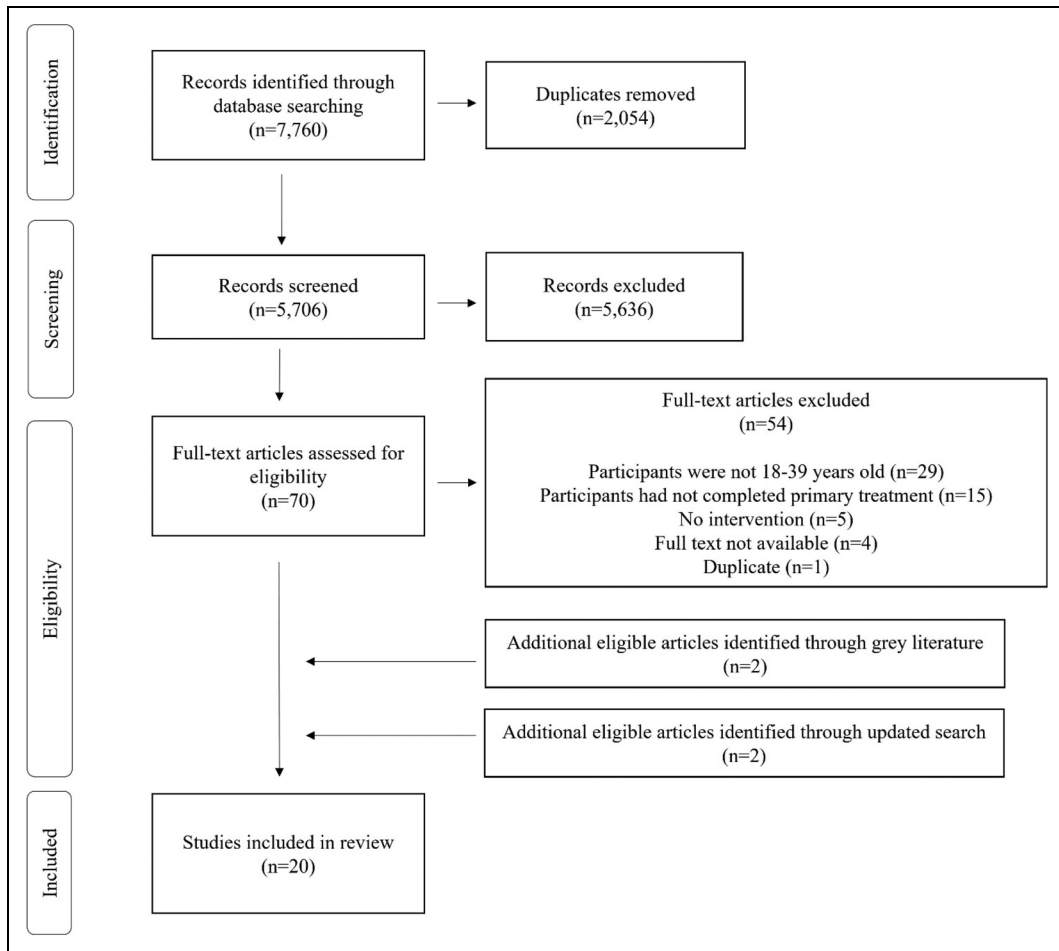 Identification
Records identified through
database searching
(n=7,760)
Duplicates removed
(n=2,054)
Screening
Records screened
(n=5,706)
Records excluded
(n=5,636)
Eligibility
Full-text articles assessed for
eligibility
(n=70)
Full-text articles excluded
(n=54)
Participants were not 18-39 years old (n=29)
Participants had not completed primary treatment (n=15)
No intervention (n=5)
Full text not available (n=4)
Duplicate (n=1)
Additional eligible articles identified through grey literature
(n=2)
Additional eligible articles identified through updated search
(n=2)
Included
Studies included in review
(n=20)